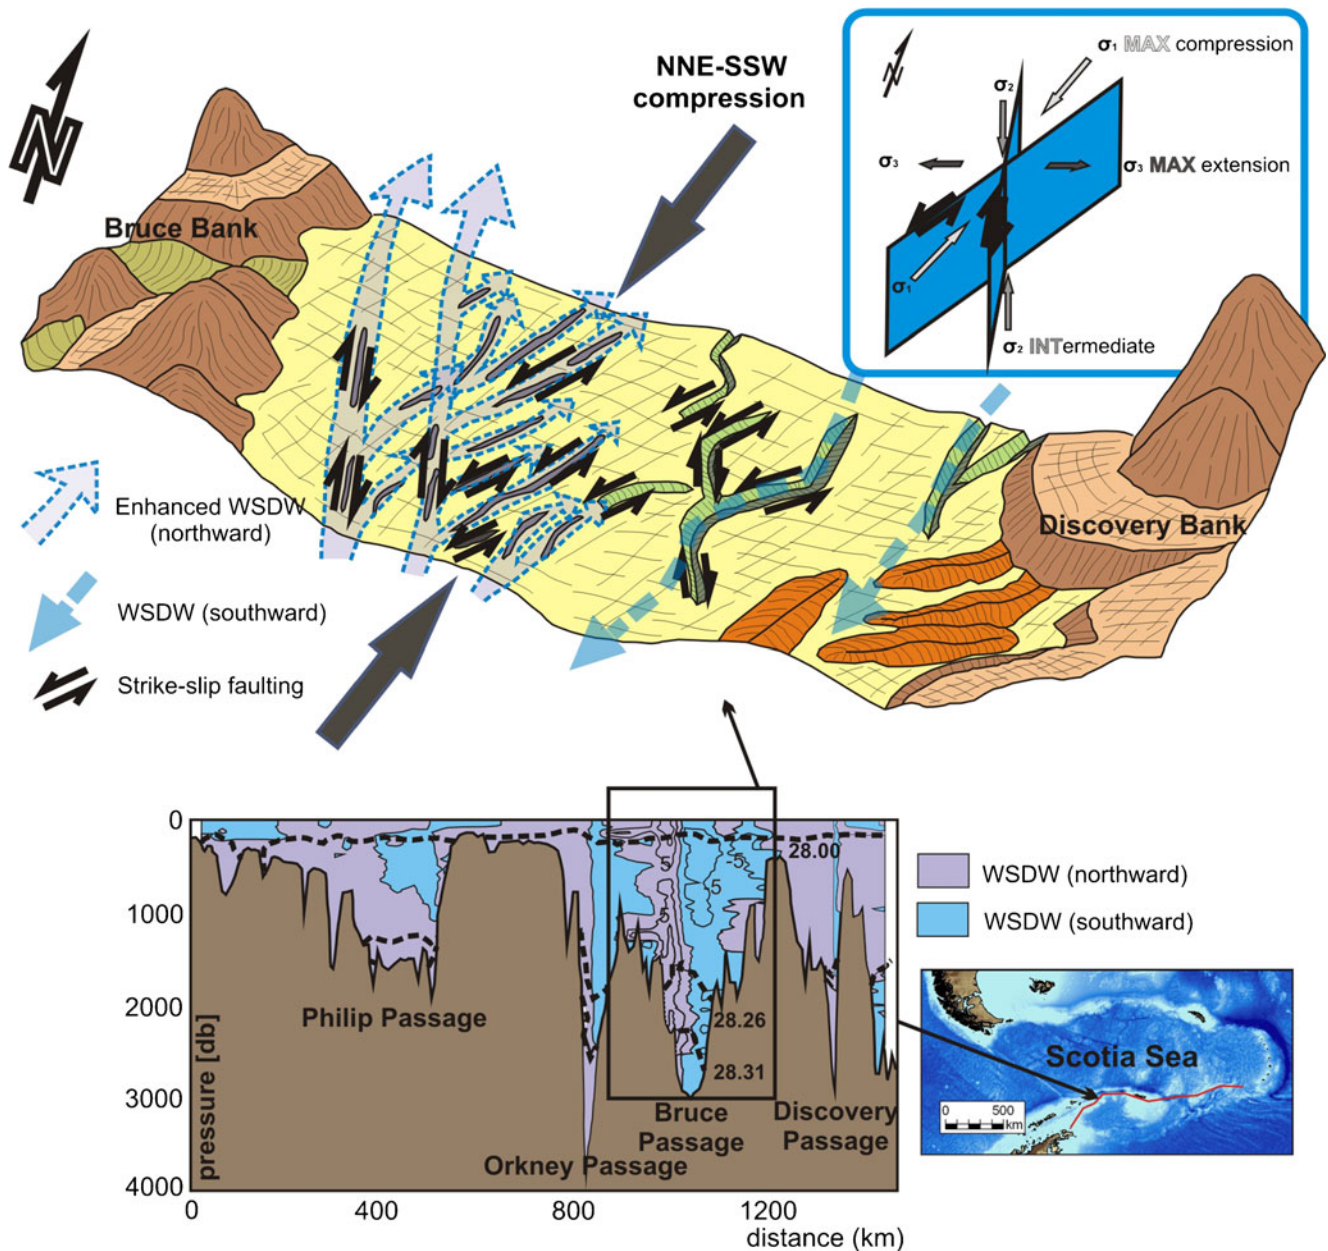 NNE-SSW
compression
N
Bruce Bank
Discovery Bank
N
σ1 MAX compression
σ2
σ3
σ3 MAX extension
σ1
σ2 INTermediate
Enhanced WSDW
(northward)
WSDW (southward)
Strike-slip faulting
0
1000
2000
3000
4000
pressure [db]
0
400
800
1200
distance (km)
Philip Passage
Orkney Passage
Bruce
Passage
Discovery
Passage
5
-5
5
5
28.00
28.26
28.31
WSDW (northward)
WSDW (southward)
Scotia Sea
0 500
km